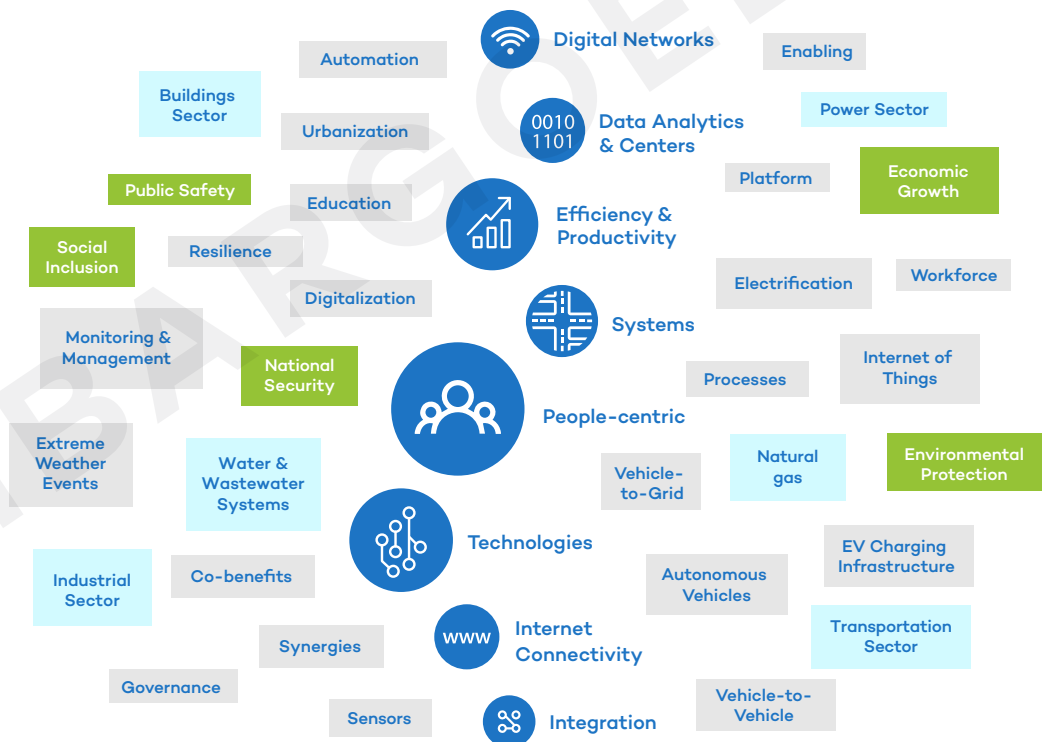 Digital Networks
Automation
Enabling
Buildings
Sector
Power Sector
0010
1101
Data Analytics
& Centers
Urbanization
Platform
Economic
Growth
Public Safety
Education
Efficiency &
Productivity
Social
Inclusion
Resilience
Electrification
Workforce
Digitalization
Systems
Monitoring &
Management
National
Security
Internet of
Things
Processes
People-centric
Extreme
Weather
Events
Water &
Wastewater
Systems
Vehicle-
to-Grid
Natural
gas
Environmental
Protection
Technologies
EV Charging
Infrastructure
Industrial
Sector
Co-benefits
Autonomous
Vehicles
www
Internet
Connectivity
Transportation
Sector
Synergies
Governance
Vehicle-to-
Vehicle
Sensors
Integration